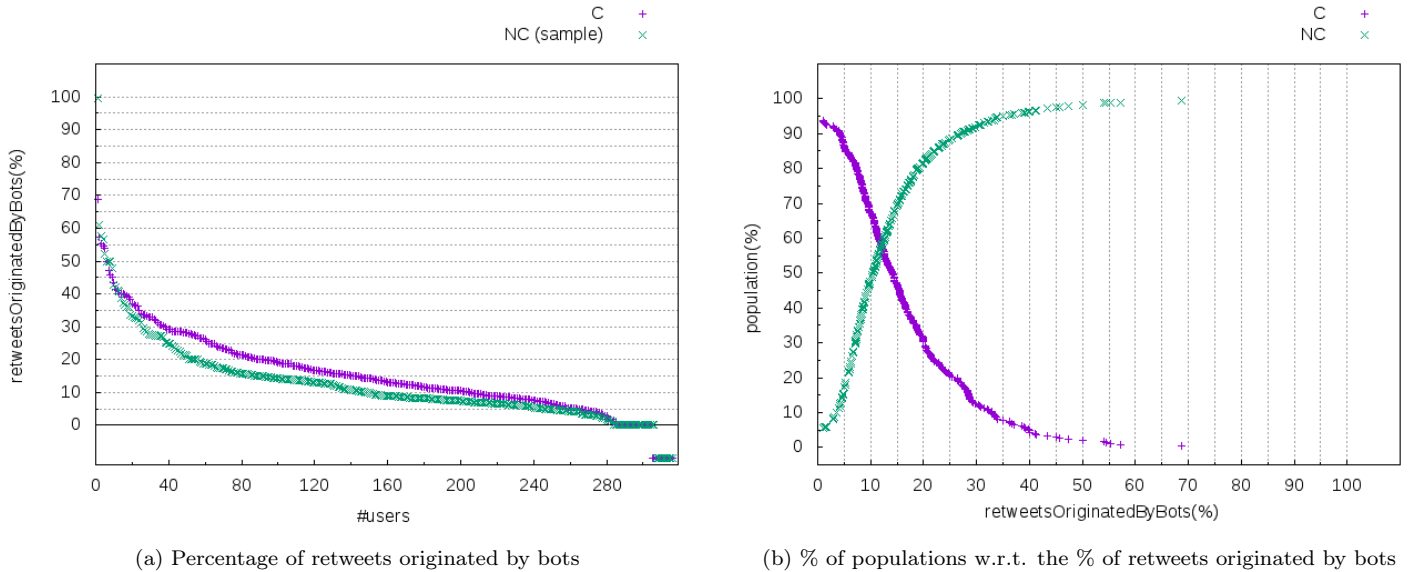 C
NC (sample)
retweetsOriginatedByBots(%)
100
90
80
70
60
50
40
30
20
10
0
0 40 80 120 160 200 240 280
#users
(a) Percentage of retweets originated by bots
C
NC
population(%)
100
90
80
70
60
50
40
30
20
10
0
0 10 20 30 40 50 60 70 80 90 100
retweetsOriginatedByBots(%)
(b) % of populations w.r.t. the % of retweets originated by bots